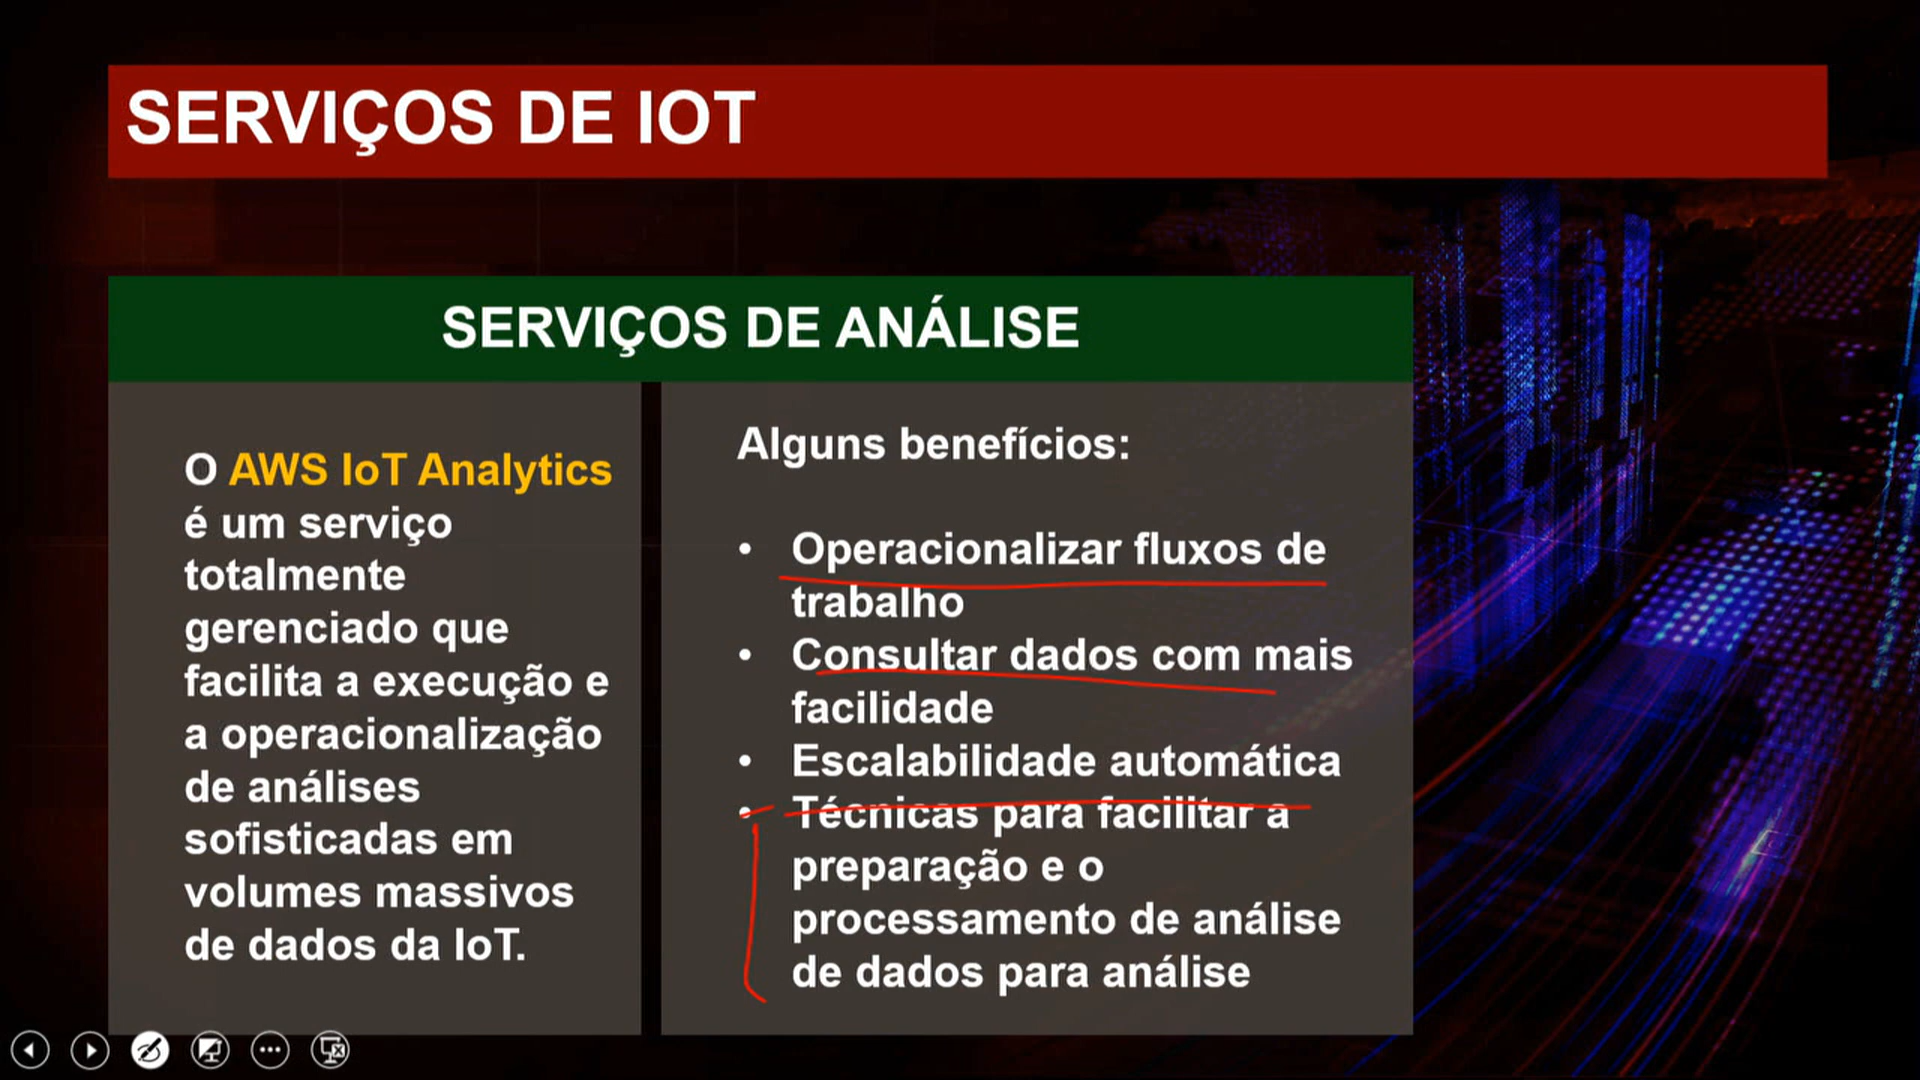 SERVIÇOS DE IOT
SERVIÇOS DE ANÁLISE
O AWS IoT Analytics
é um serviço
totalmente
gerenciado que
facilita a execução e
a operacionalização
de análises
sofisticadas em
volumes massivos
de dados da IoT.
Alguns benefícios:
• Operacionalizar fluxos de
trabalho
• Consultar dados com mais
facilidade
• Escalabilidade automática
• Técnicas para facilitar a
preparação e o
processamento de análise
de dados para análise